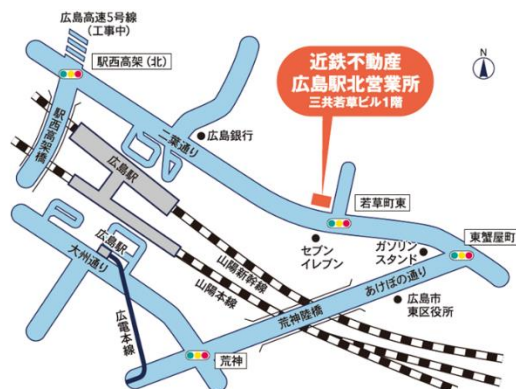 広島高速5号線
(工事中)
駅西高架(北)
近鉄不動産
広島駅北営業所
三共若草ビル1階
N
駅西高架橋
二葉通り
広島銀行
広島駅
若草町東
東蟹屋町
セブン
イレブン
ガソリン
スタンド
広島駅
大州通り
山陽新幹線
山陽本線
あけぼの通り
広島市
東区役所
広電本線
荒神陸橋
荒神